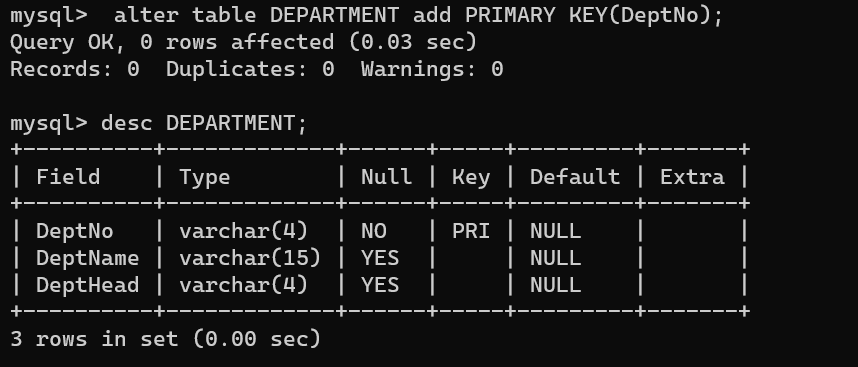 mysql>  alter table DEPARTMENT add PRIMARY KEY(DeptNo);
Query OK, 0 rows affected (0.03 sec)
Records: 0  Duplicates: 0  Warnings: 0

mysql> desc DEPARTMENT;
+----------+-------------+------+-----+---------+-------+
| Field    | Type        | Null | Key | Default | Extra |
+----------+-------------+------+-----+---------+-------+
| DeptNo   | varchar(4)  | NO   | PRI | NULL    |       |
| DeptName | varchar(15) | YES  |     | NULL    |       |
| DeptHead | varchar(4)  | YES  |     | NULL    |       |
+----------+-------------+------+-----+---------+-------+
3 rows in set (0.00 sec)